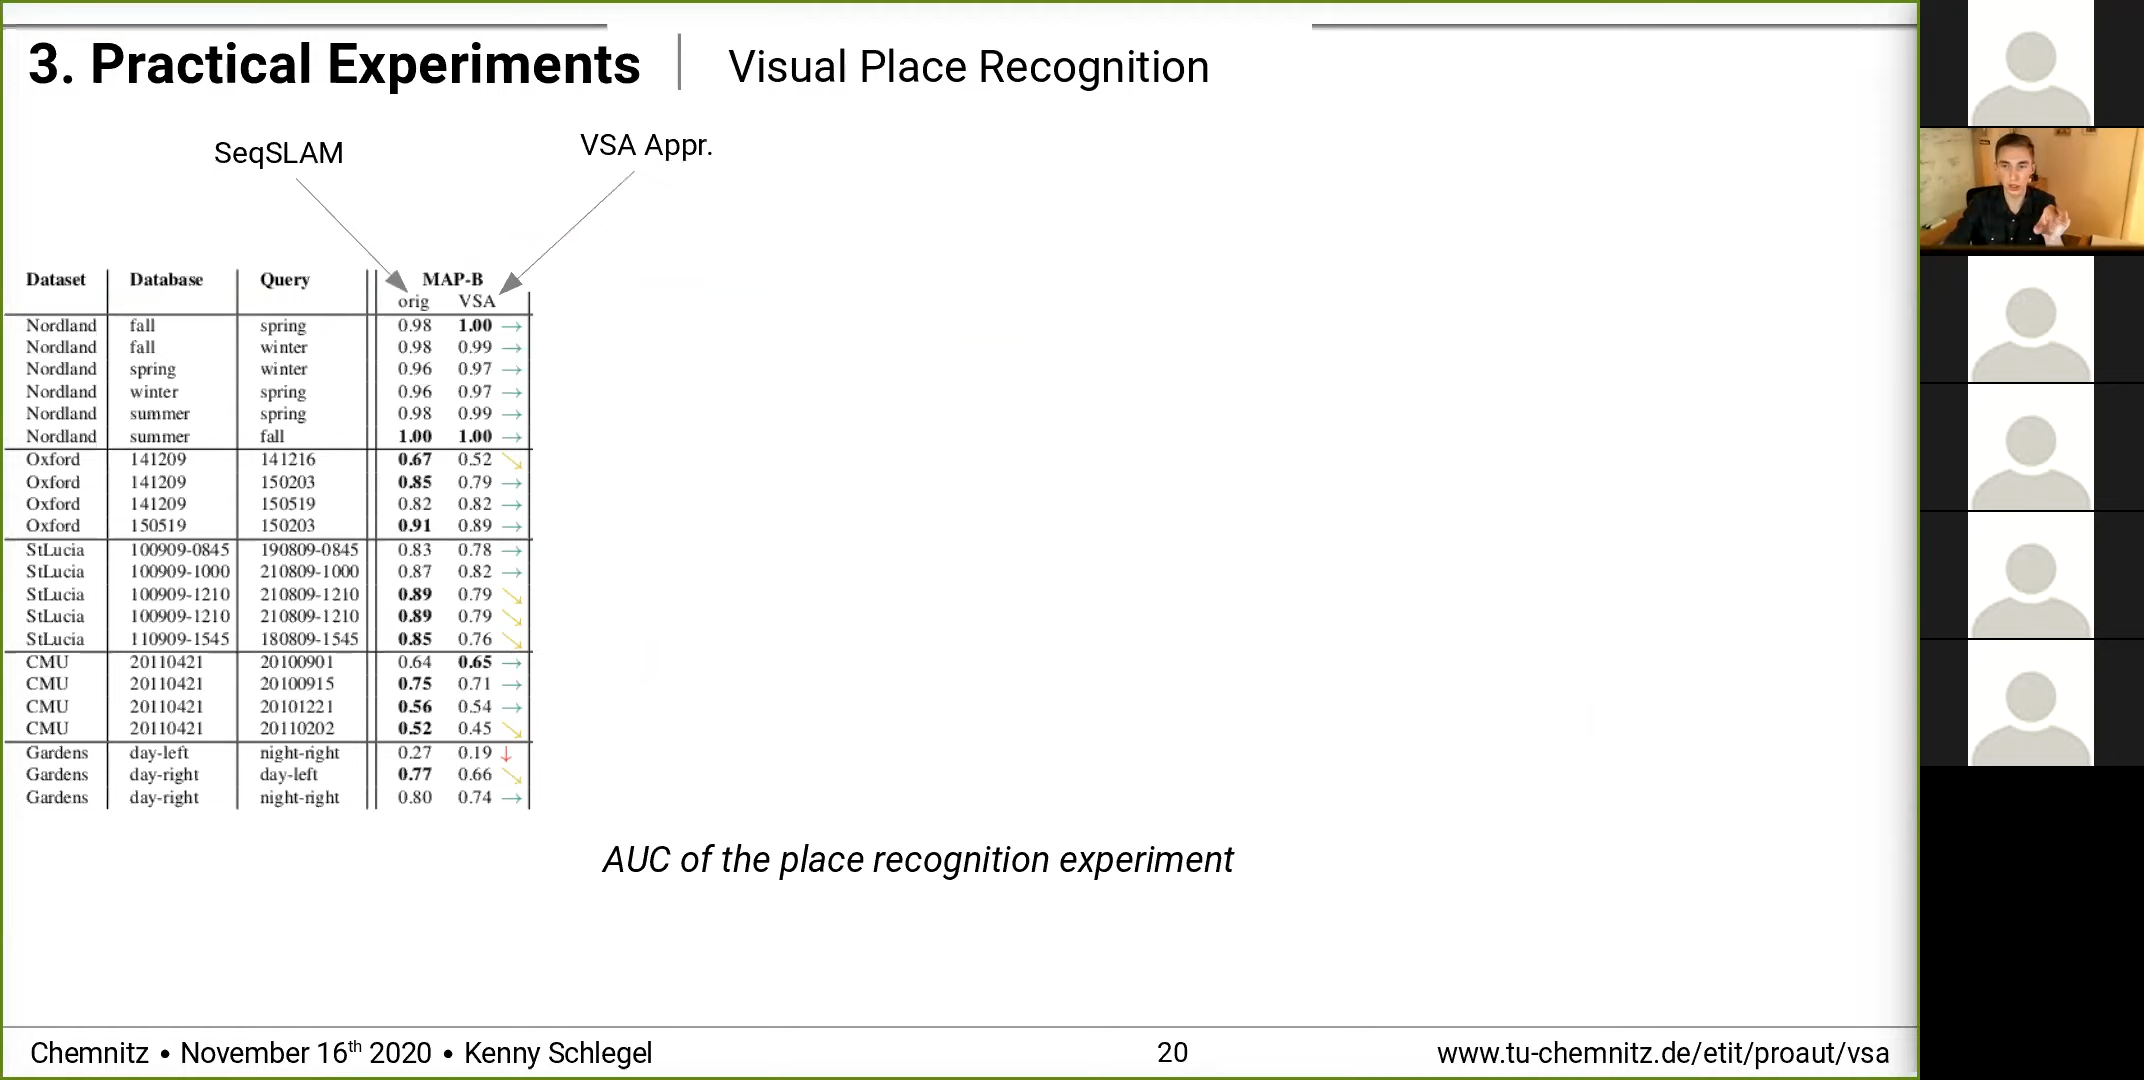 3. Practical Experiments
Visual Place Recognition
SeqSLAM
VSA Appr.
Dataset Database Query MAP-B
orig VSA
Nordland fall spring 0.98 1.00 →
Nordland fall winter 0.98 0.99 →
Nordland spring winter 0.96 0.97 →
Nordland winter spring 0.96 0.97 →
Nordland summer spring 0.98 0.99 →
Nordland summer fall 1.00 1.00 →
Oxford 141209 141216 0.67 0.52 ↘
Oxford 141209 150203 0.85 0.79 →
Oxford 141209 150519 0.82 0.82 →
Oxford 150519 150203 0.91 0.89 →
StLucia 100909-0845 190809-0845 0.83 0.78 →
StLucia 100909-1000 210809-1000 0.87 0.82 →
StLucia 100909-1210 210809-1210 0.89 0.79 ↘
StLucia 100909-1210 210809-1210 0.89 0.79 ↘
StLucia 110909-1545 180809-1545 0.85 0.76 ↘
CMU 20110421 20100901 0.64 0.65 →
CMU 20110421 20100915 0.75 0.71 →
CMU 20110421 20101221 0.56 0.54 →
CMU 20110421 20110202 0.52 0.45 ↘
Gardens day-left night-right 0.27 0.19 ↓
Gardens day-right day-left 0.77 0.66 ↘
Gardens day-right night-right 0.80 0.74 →
AUC of the place recognition experiment
Chemnitz • November 16th 2020 • Kenny Schlegel
20
www.tu-chemnitz.de/etit/proaut/vsa